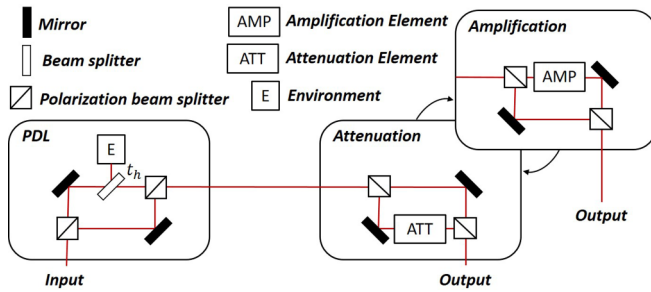 Mirror
Beam splitter
Polarization beam splitter
AMP
Amplification Element
ATT
Attenuation Element
E
Environment
Amplification
AMP
Output
PDL
E
t_h
Input
Attenuation
ATT
Output